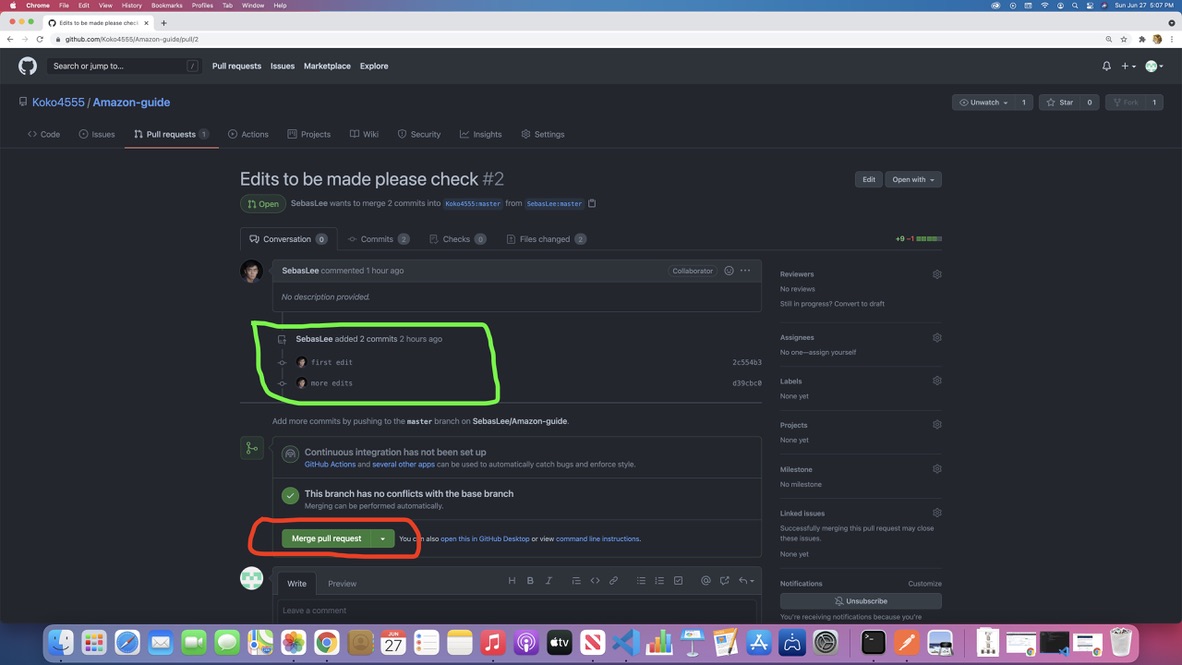 Chrome File Edit View History Bookmarks Profiles Tab Window Help Sun Jun 27 5:07 PM
Edits to be made please check
github.com/Koko4555/Amazon-guide/pull/2
Search or jump to... / Pull requests Issues Marketplace Explore
Koko4555 / Amazon-guide Unwatch 1 Star 0 Fork 1
Code Issues Pull requests 1 Actions Projects Wiki Security Insights Settings
Edits to be made please check #2 Edit Open with
Open SebasLee wants to merge 2 commits into Koko4555:master from SebasLee:master
Conversation 0 Commits 2 Checks 0 Files changed 2 +9 −1
SebasLee commented 1 hour ago Collaborator
No description provided.
SebasLee added 2 commits 2 hours ago
first edit 2c554b3
more edits d39cbc0
Add more commits by pushing to the master branch on SebasLee/Amazon-guide.
Continuous integration has not been set up
GitHub Actions and several other apps can be used to automatically catch bugs and enforce style.
This branch has no conflicts with the base branch
Merging can be performed automatically.
Merge pull request You can also open this in GitHub Desktop or view command line instructions.
Write Preview
Leave a comment
Reviewers
No reviews
Still in progress? Convert to draft
Assignees
No one—assign yourself
Labels
None yet
Projects
None yet
Milestone
No milestone
Linked issues
Successfully merging this pull request may close
these issues.
None yet
Notifications Customize
Unsubscribe
You're receiving notifications because you're
JUN
27
tv